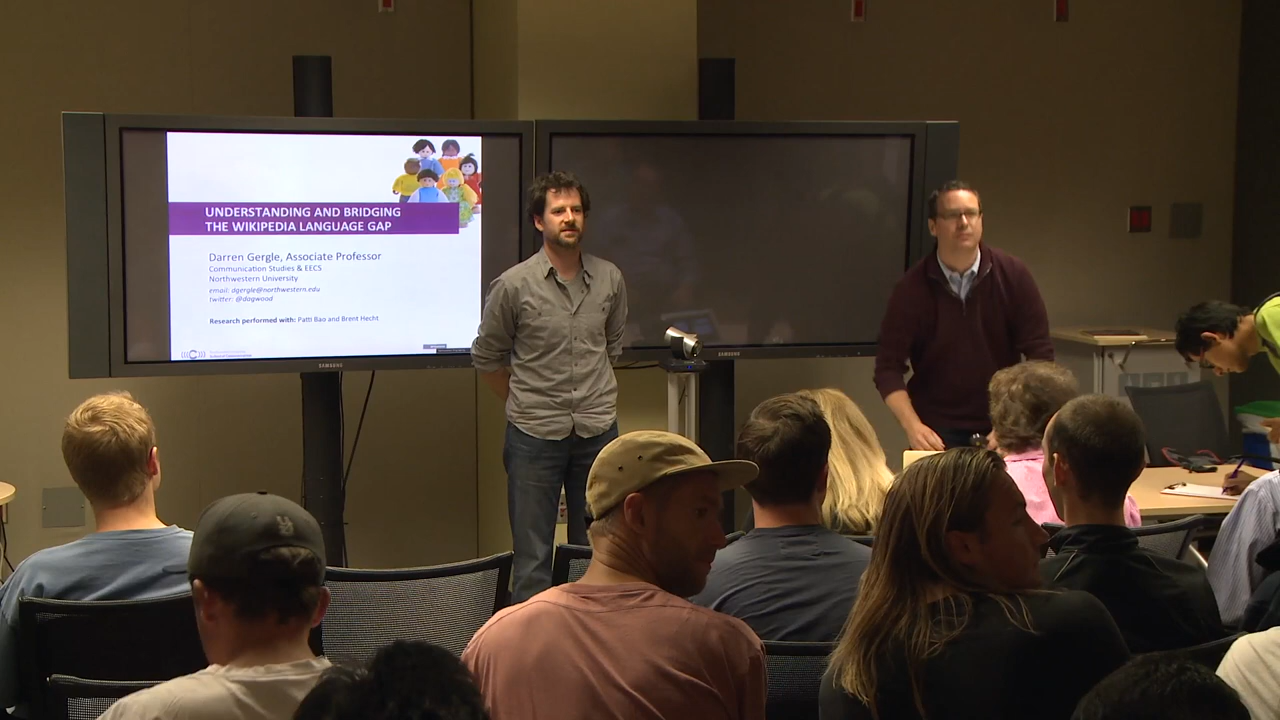 UNDERSTANDING AND BRIDGING
THE WIKIPEDIA LANGUAGE GAP
Darren Gergle, Associate Professor
Communication Studies & EECS
Northwestern University
email: dgergle@northwestern.edu
twitter: @dagwood
Research performed with: Patti Bao and Brent Hecht
SAMSUNG
SAMSUNG